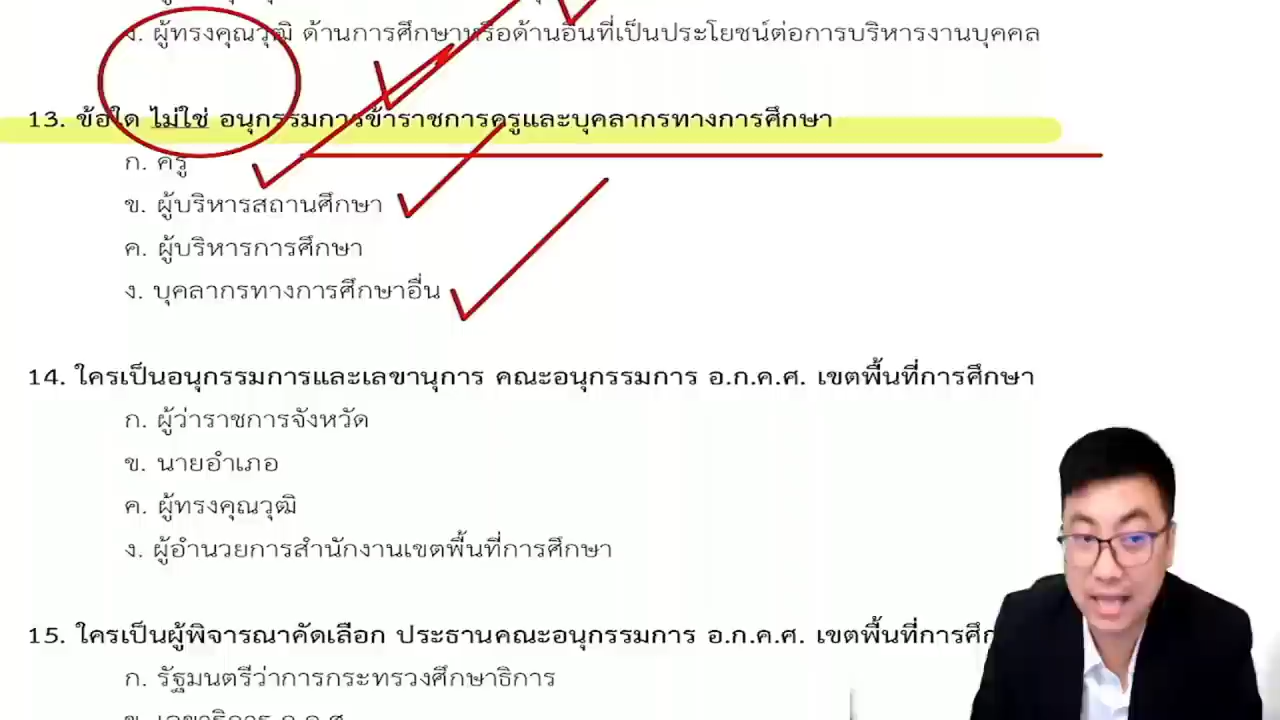 ง. ผู้ทรงคุณวุฒิ ด้านการศึกษาหรือด้านอื่นที่เป็นประโยชน์ต่อการบริหารงานบุคคล
13. ข้อใด ไม่ใช่ อนุกรรมการข้าราชการครูและบุคลากรทางการศึกษา
ก. ครู
ข. ผู้บริหารสถานศึกษา
ค. ผู้บริหารการศึกษา
ง. บุคลากรทางการศึกษาอื่น
14. ใครเป็นอนุกรรมการและเลขานุการ คณะอนุกรรมการ อ.ก.ค.ศ. เขตพื้นที่การศึกษา
ก. ผู้ว่าราชการจังหวัด
ข. นายอำเภอ
ค. ผู้ทรงคุณวุฒิ
ง. ผู้อำนวยการสำนักงานเขตพื้นที่การศึกษา
15. ใครเป็นผู้พิจารณาคัดเลือก ประธานคณะอนุกรรมการ อ.ก.ค.ศ. เขตพื้นที่การศึก
ก. รัฐมนตรีว่าการกระทรวงศึกษาธิการ
ข. เลขาธิการ ก.ค.ศ.